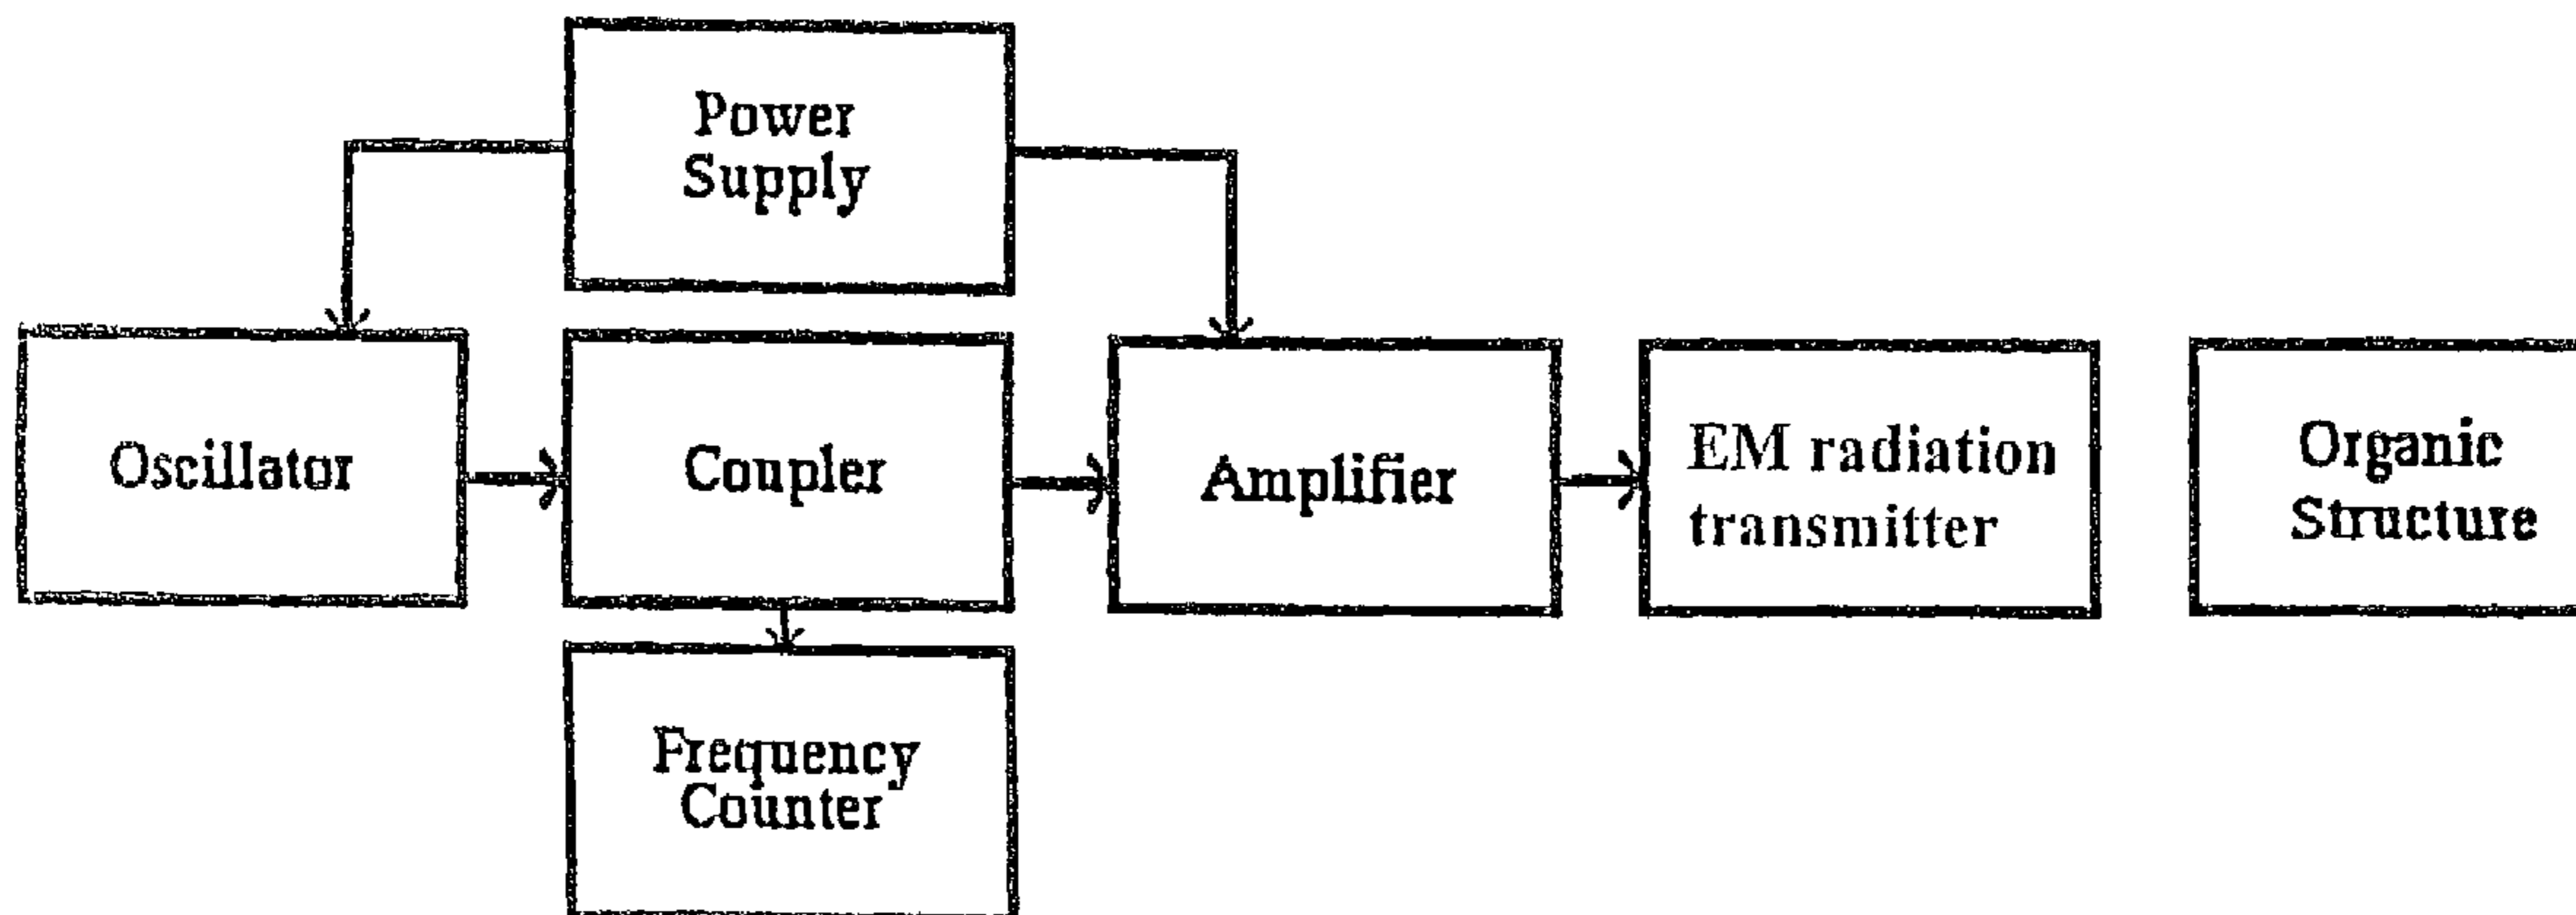 Power
Supply
Oscillator
Coupler
Amplifier
EM radiation
transmitter
Organic
Structure
Frequency
Counter